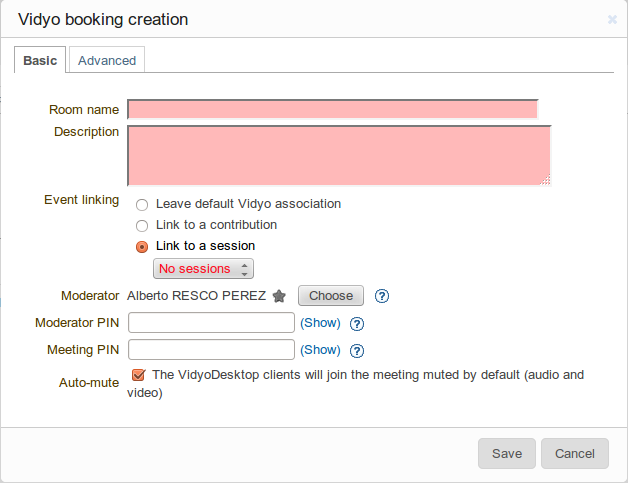 Vidyo booking creation
Basic Advanced
Room name
Description
Event linking
Leave default Vidyo association
Link to a contribution
Link to a session
No sessions
Moderator Alberto RESCO PEREZ Choose ?
Moderator PIN (Show) ?
Meeting PIN (Show) ?
Auto-mute The VidyoDesktop clients will join the meeting muted by default (audio and
video)
Save Cancel